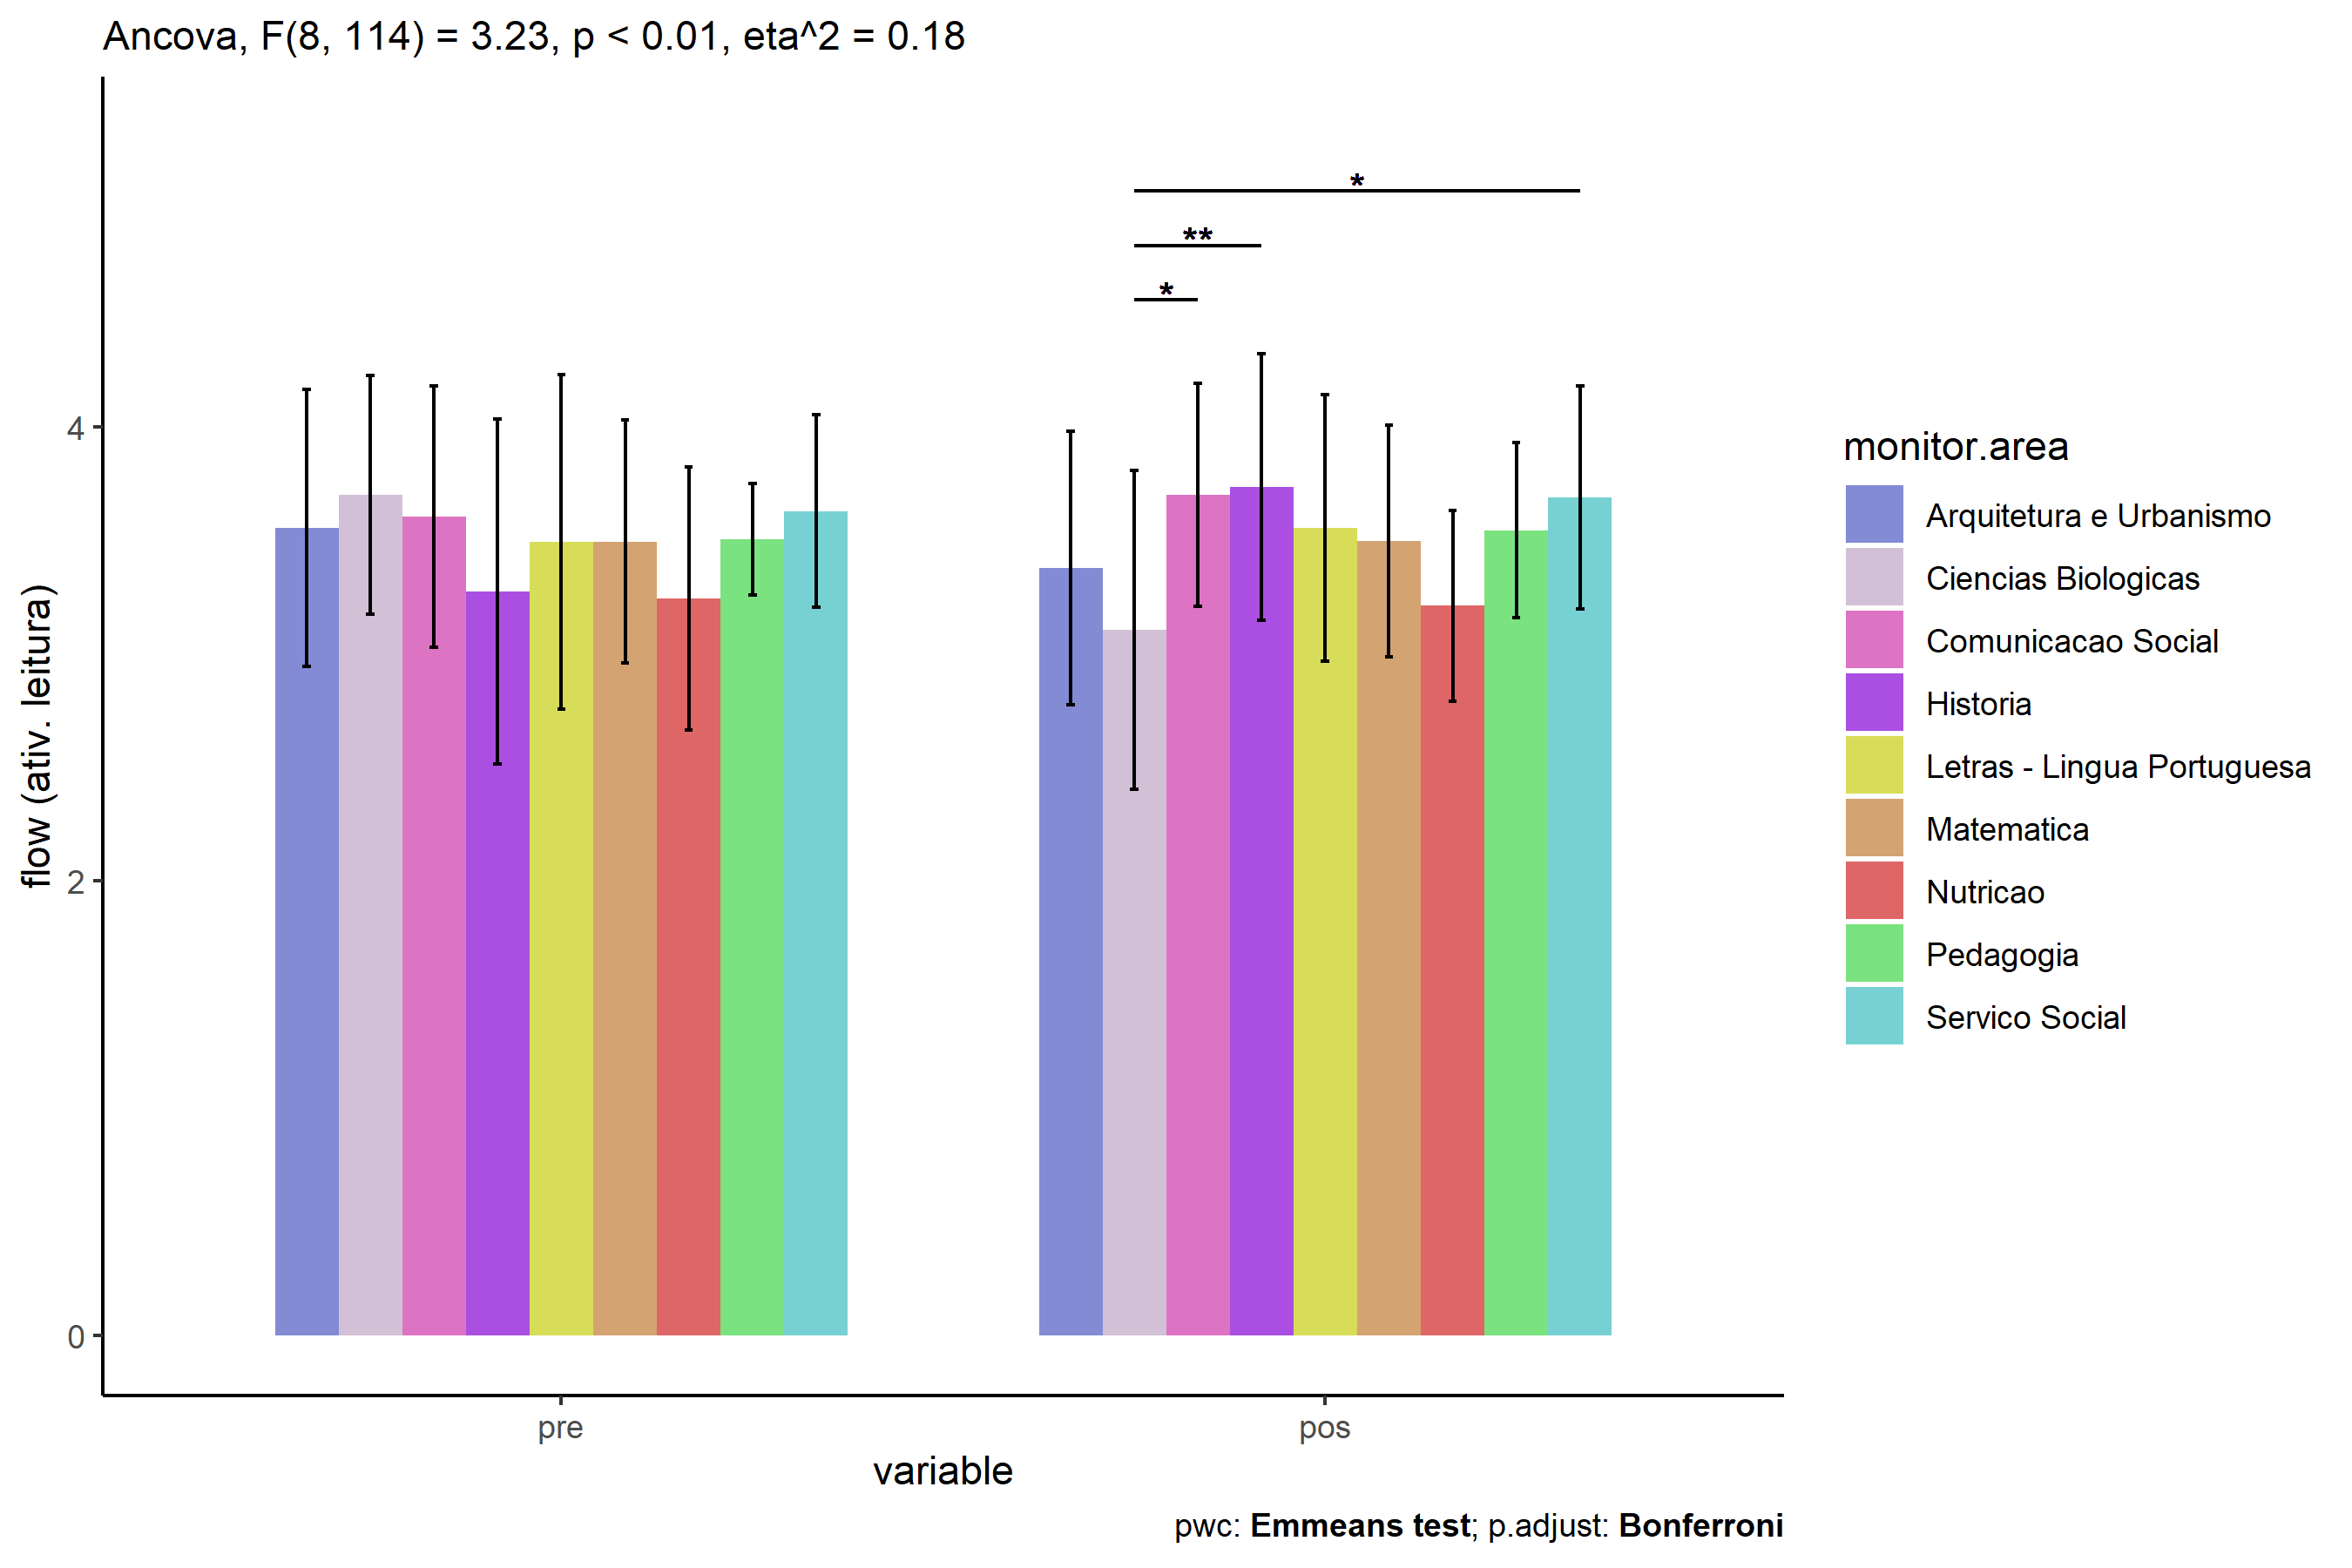 Ancova, F(8, 114) = 3.23, p < 0.01, eta^2 = 0.18
*
**
*
4
2
0
flow (ativ. leitura)
pre
pos
variable
pwc: Emmeans test; p.adjust: Bonferroni
monitor.area
Arquitetura e Urbanismo
Ciencias Biologicas
Comunicacao Social
Historia
Letras - Lingua Portuguesa
Matematica
Nutricao
Pedagogia
Servico Social